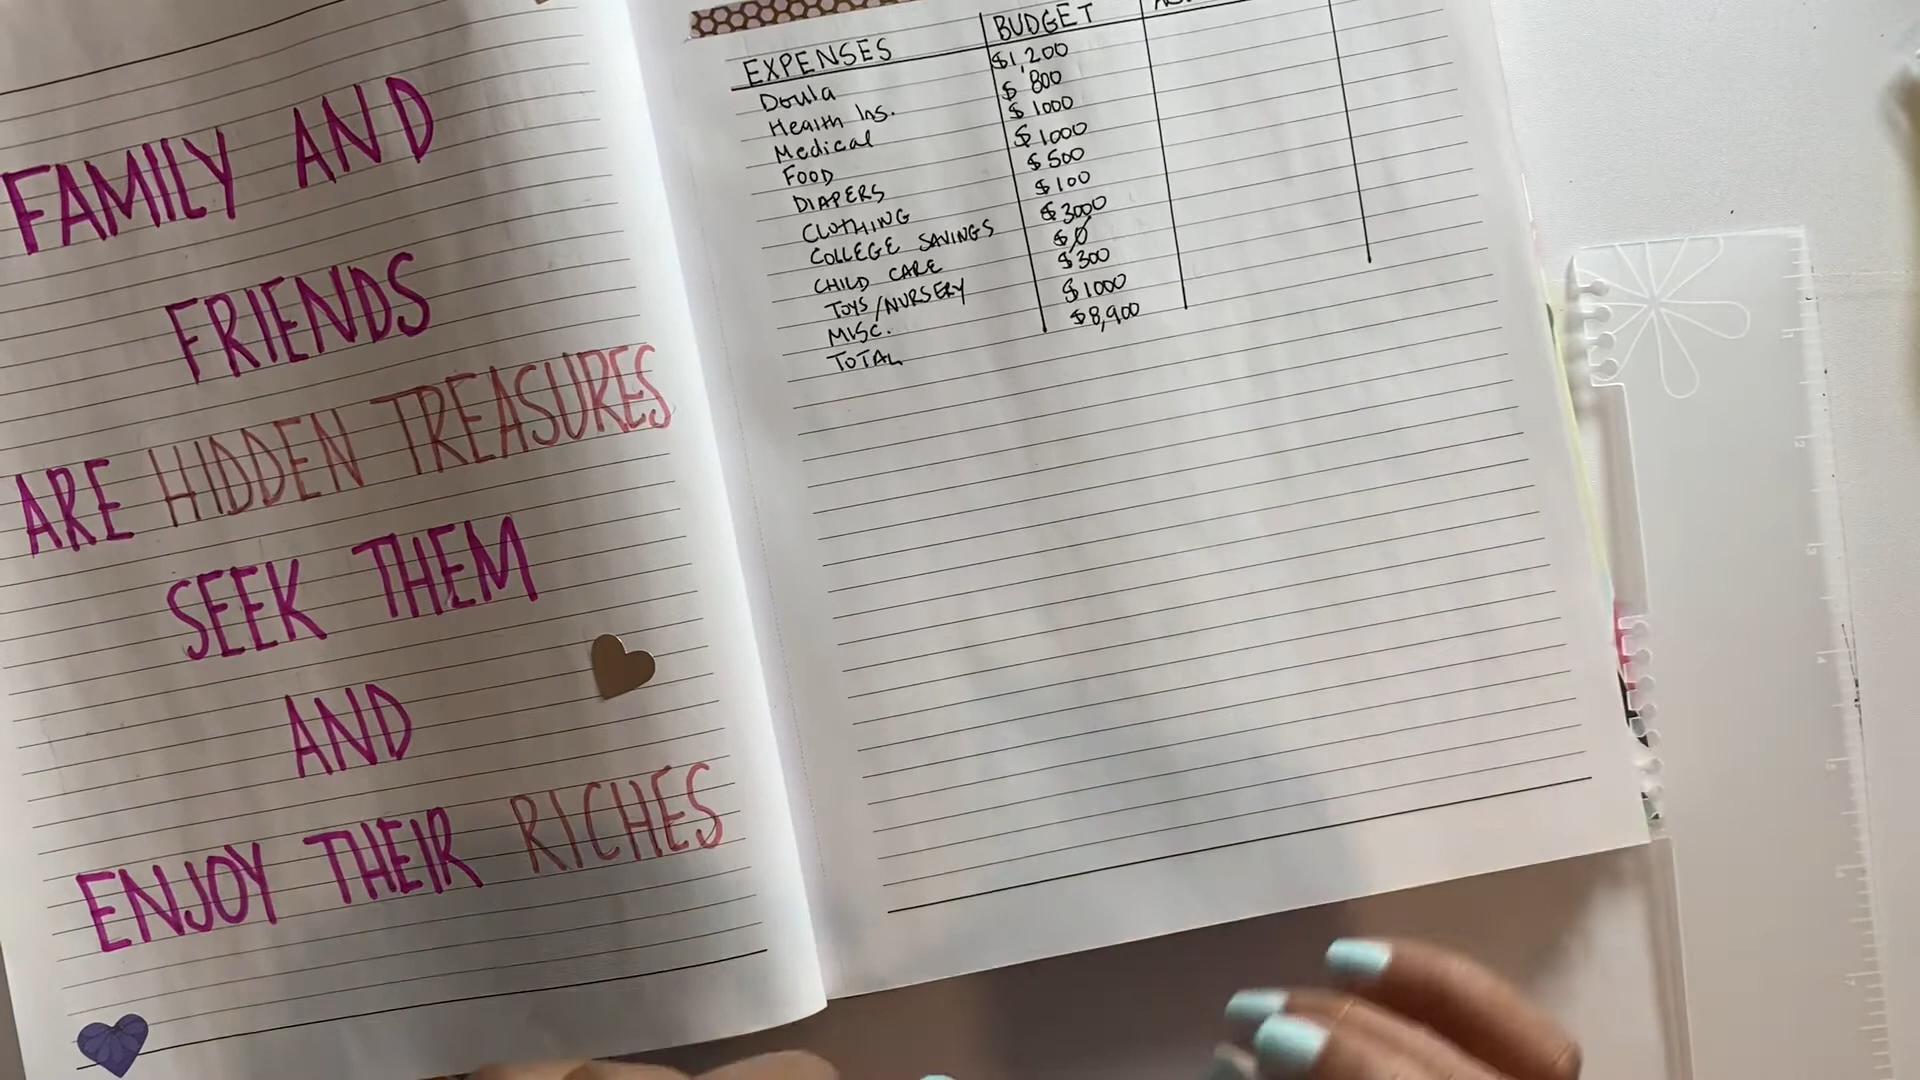 FAMILY AND
FRIENDS
ARE HIDDEN TREASURES
SEEK THEM
AND
ENJOY THEIR RICHES
EXPENSES BUDGET
Doula $1,200
Health Ins. $800
Medical $1000
FOOD $1000
DIAPERS $500
CLOTHING $100
COLLEGE SAVINGS $3000
CHILD CARE $0
TOYS/NURSERY $300
MISC. $1000
TOTAL $8,900